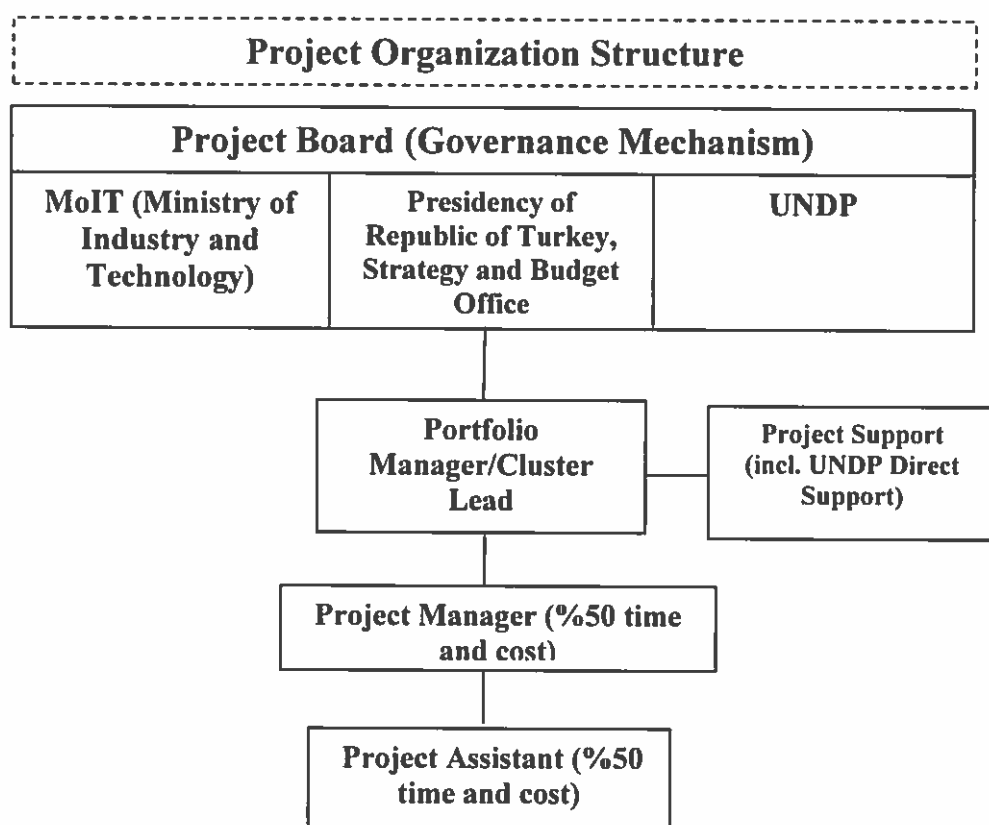 Project Organization Structure
Project Board (Governance Mechanism)
MoIT (Ministry of
Industry and
Technology)
Presidency of
Republic of Turkey,
Strategy and Budget
Office
UNDP
Portfolio
Manager/Cluster
Lead
Project Support
(incl. UNDP Direct
Support)
Project Manager (%50 time
and cost)
Project Assistant (%50
time and cost)